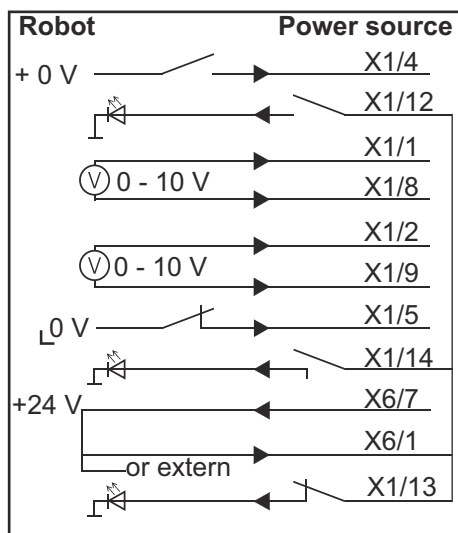 Robot Power source
+ 0 V X1/4
X1/12
X1/1
V 0 - 10 V
X1/8
X1/2
V 0 - 10 V
X1/9
0 V X1/5
X1/14
+24 V X6/7
X6/1
or extern
X1/13